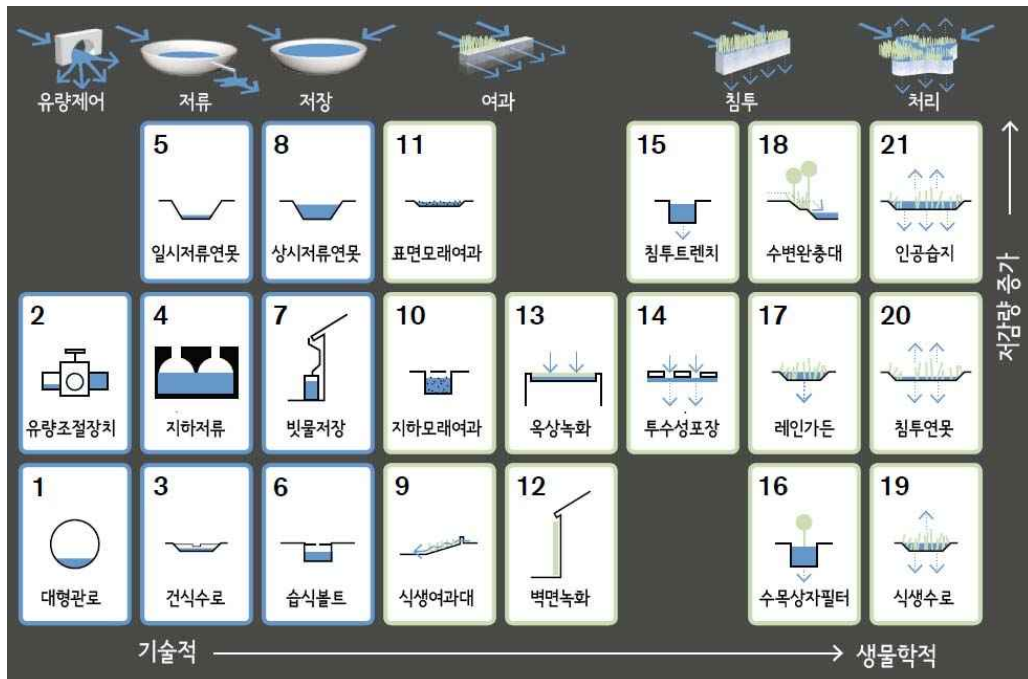 유량제어 저류 저장 여과 침투 처리
5 8 11 15 18 21
일시저류연못 상시저류연못 표면모래여과 침투트렌치 수변완충대 인공습지
저감량 증가
2 4 7 10 13 14 17 20
유량조절장치 지하저류 빗물저장 지하모래여과 옥상녹화 투수성포장 레인가든 침투연못
1 3 6 9 12 16 19
대형관로 건식수로 습식볼트 식생여과대 벽면녹화 수목상자필터 식생수로
기술적 생물학적